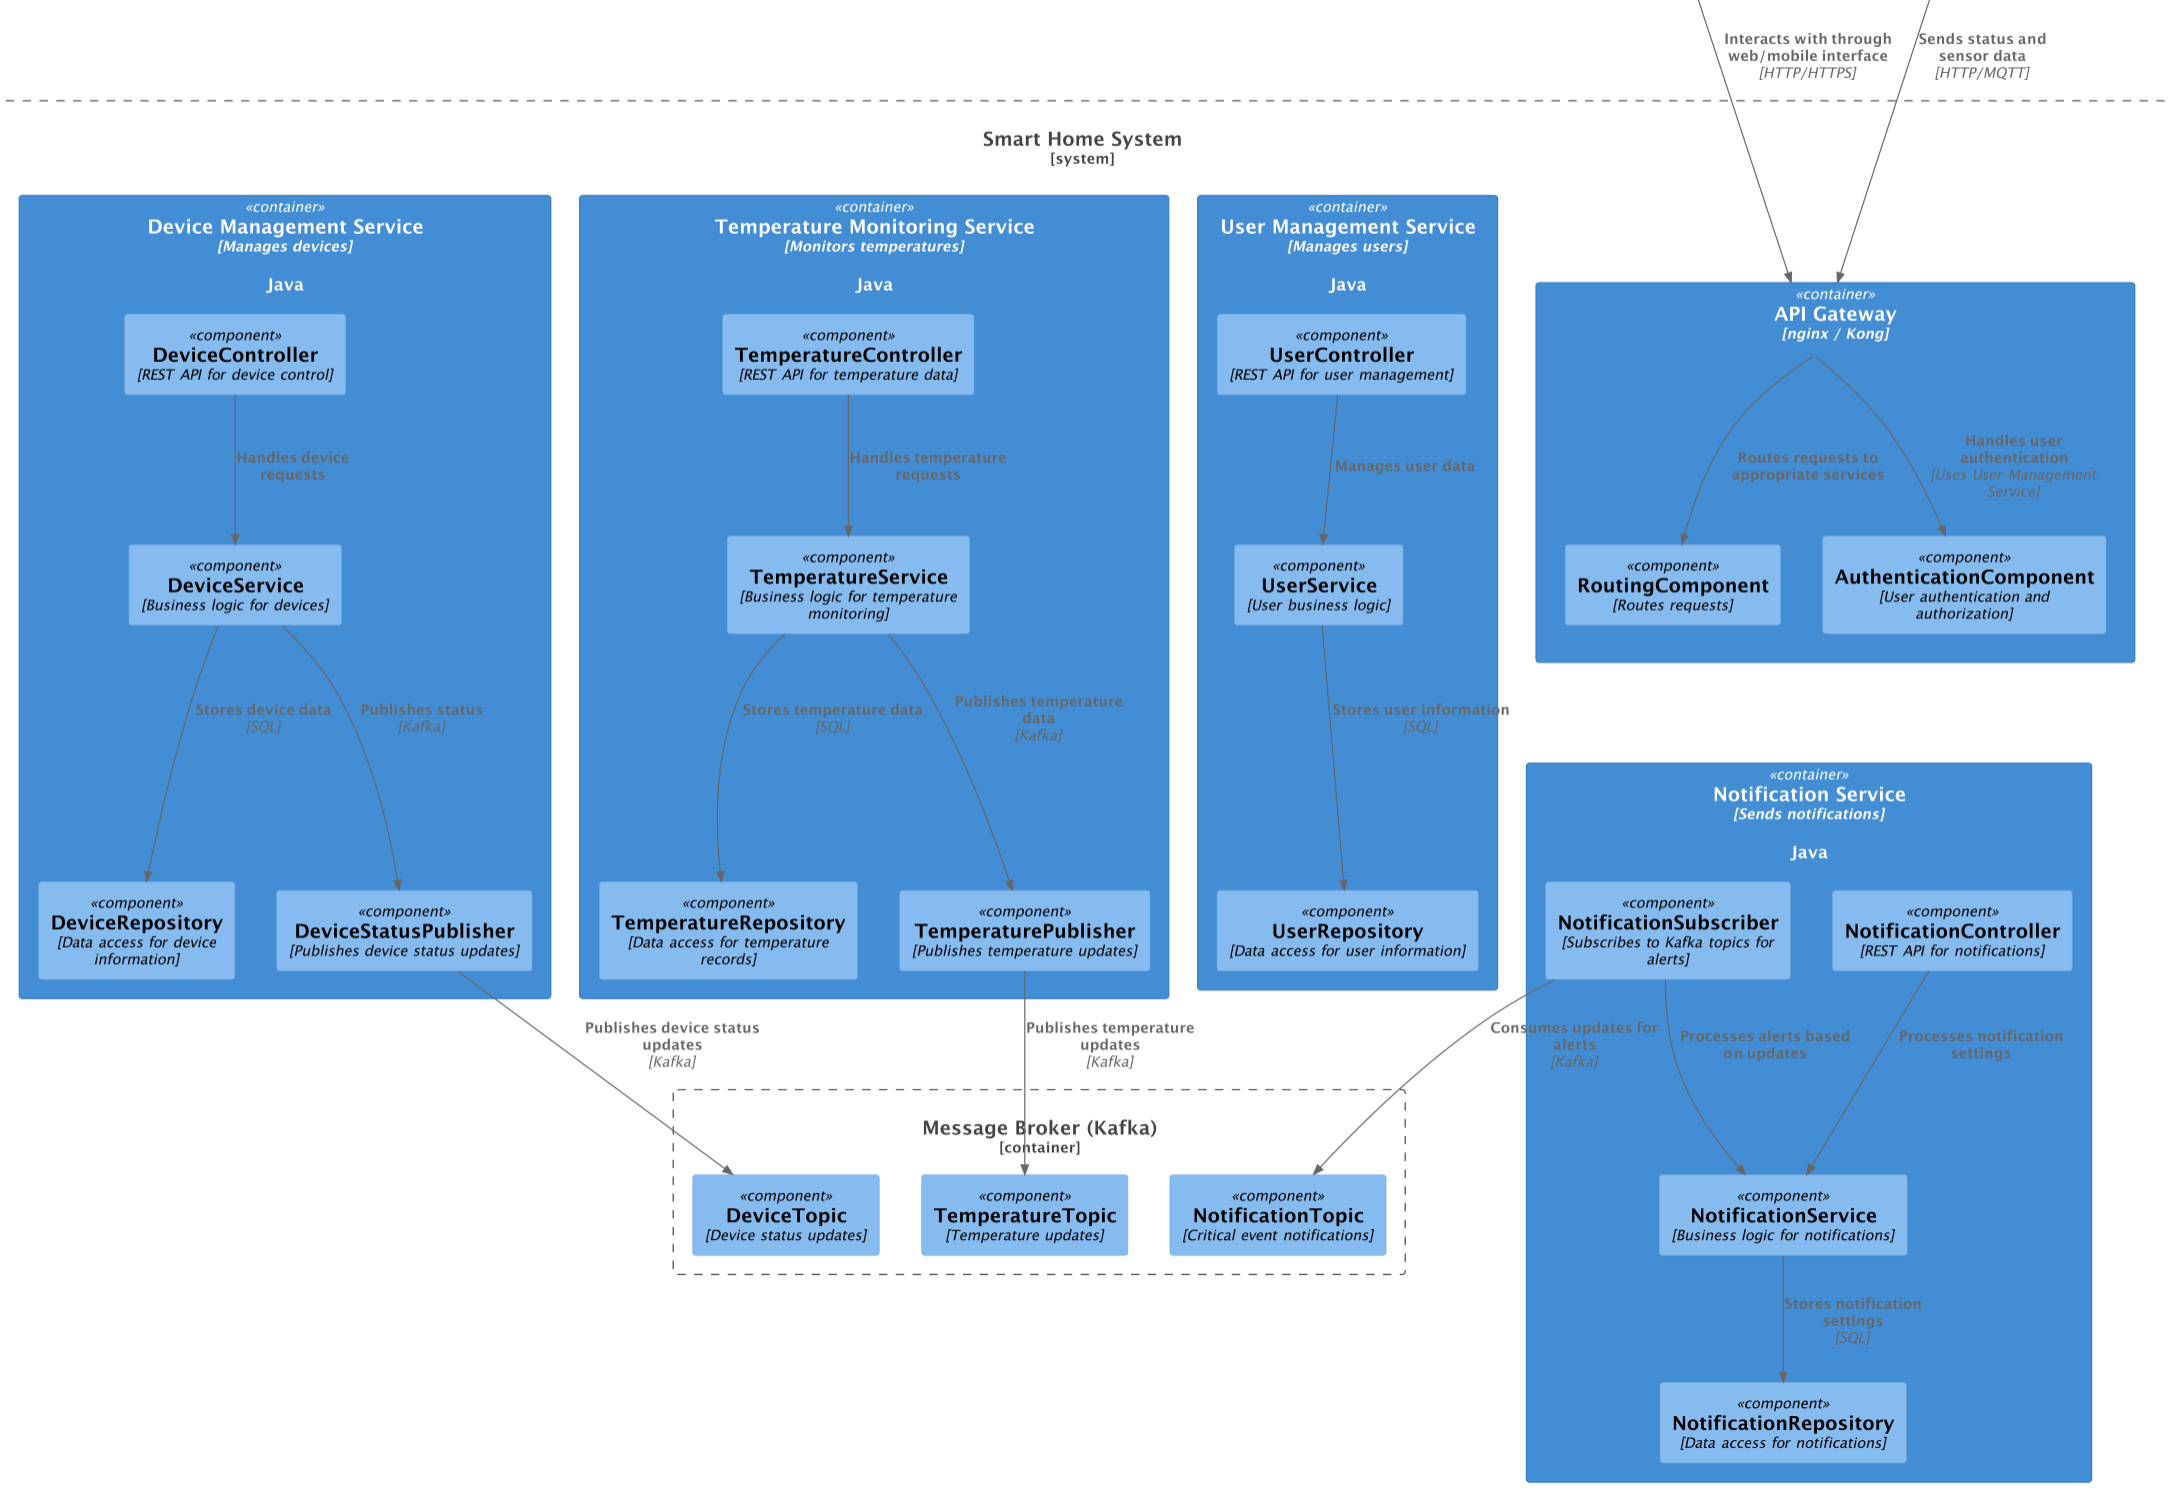 Interacts with through
web/mobile interface
[HTTP/HTTPS]
Sends status and
sensor data
[HTTP/MQTT]
Smart Home System
[system]
«container»
Device Management Service
[Manages devices]
Java
«component»
DeviceController
[REST API for device control]
Handles device
requests
«component»
DeviceService
[Business logic for devices]
Stores device data
[SQL]
Publishes status
[Kafka]
«component»
DeviceRepository
[Data access for device
information]
«component»
DeviceStatusPublisher
[Publishes device status updates]
«container»
Temperature Monitoring Service
[Monitors temperatures]
Java
«component»
TemperatureController
[REST API for temperature data]
Handles temperature
requests
«component»
TemperatureService
[Business logic for temperature
monitoring]
Stores temperature data
[SQL]
Publishes temperature
data
[Kafka]
«component»
TemperatureRepository
[Data access for temperature
records]
«component»
TemperaturePublisher
[Publishes temperature updates]
«container»
User Management Service
[Manages users]
Java
«component»
UserController
[REST API for user management]
Manages user data
«component»
UserService
[User business logic]
Stores user information
[SQL]
«component»
UserRepository
[Data access for user information]
«container»
API Gateway
[nginx / Kong]
Routes requests to
appropriate services
Handles user
authentication
[Uses User Management
Service]
«component»
RoutingComponent
[Routes requests]
«component»
AuthenticationComponent
[User authentication and
authorization]
«container»
Notification Service
[Sends notifications]
Java
«component»
NotificationSubscriber
[Subscribes to Kafka topics for
alerts]
«component»
NotificationController
[REST API for notifications]
Publishes device status
updates
[Kafka]
Publishes temperature
updates
[Kafka]
Consumes updates for
alerts
[Kafka]
Processes alerts based
on updates
Processes notification
settings
Message Broker (Kafka)
[container]
«component»
DeviceTopic
[Device status updates]
«component»
TemperatureTopic
[Temperature updates]
«component»
NotificationTopic
[Critical event notifications]
«component»
NotificationService
[Business logic for notifications]
Stores notification
settings
[SQL]
«component»
NotificationRepository
[Data access for notifications]